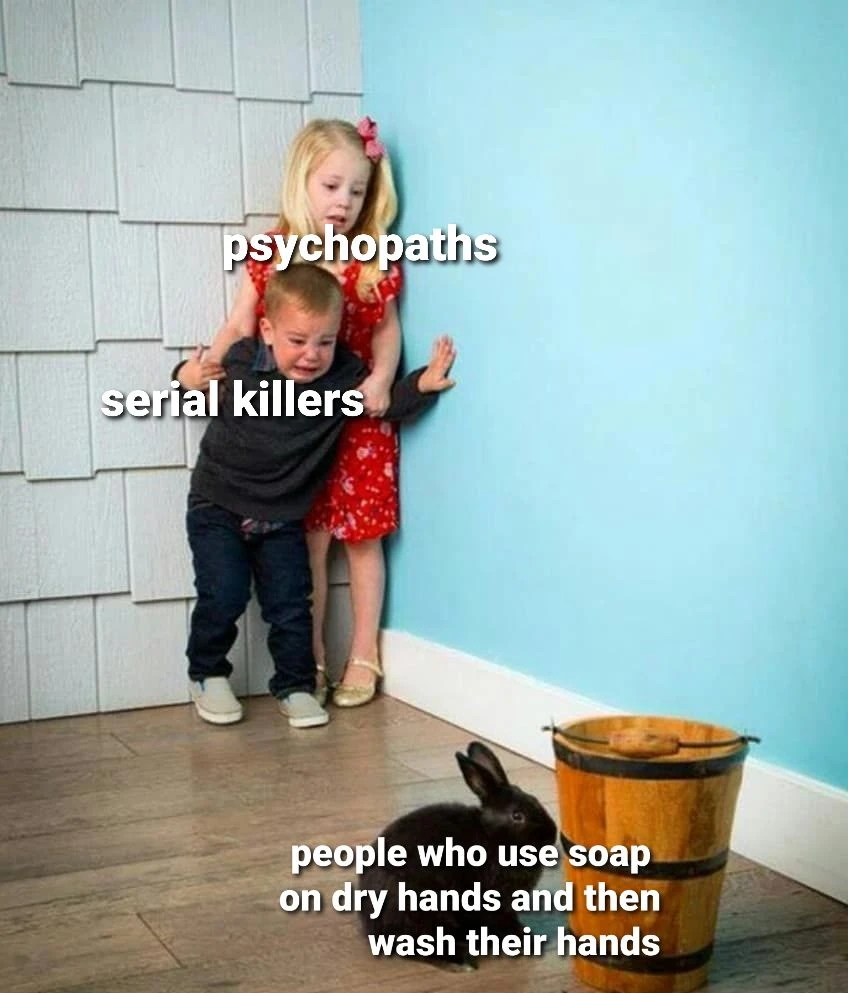 psychopaths
serial killers
people who use soap
on dry hands and then
wash their hands